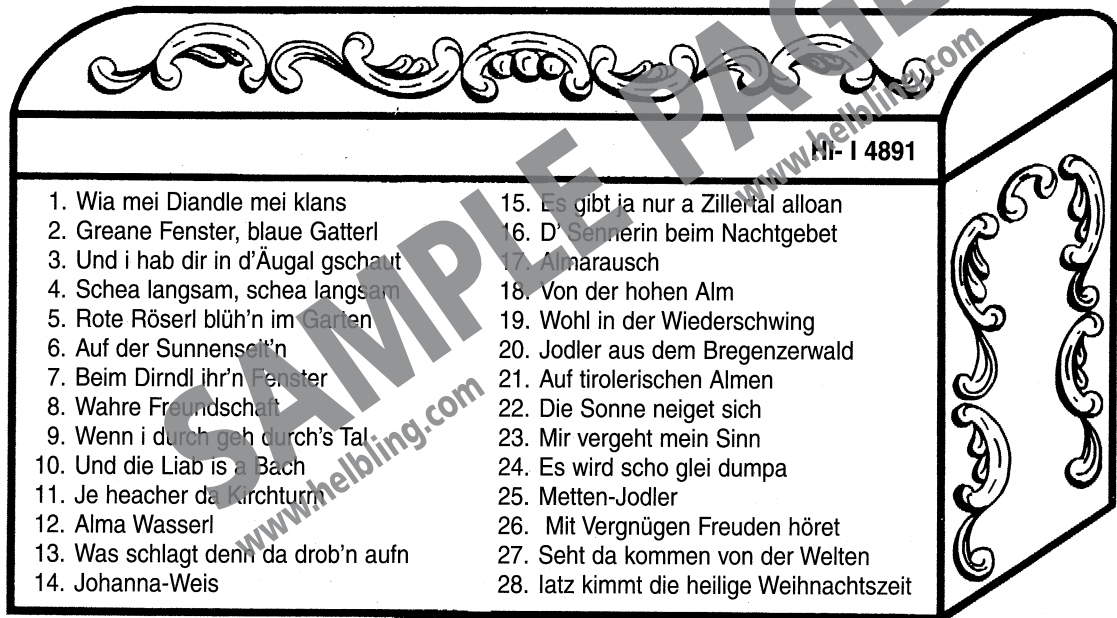 SAMPLE PAGE
www.helbling.com
www.helbling.com
HI- I 4891
1. Wia mei Diandle mei klans
2. Greane Fenster, blaue Gatterl
3. Und i hab dir in d'Äugal gschaut
4. Schea langsam, schea langsam
5. Rote Röserl blüh'n im Garten
6. Auf der Sunnenseit'n
7. Beim Dirndl ihr'n Fenster
8. Wahre Freundschaft
9. Wenn i durch geh durch's Tal
10. Und die Liab is a Bach
11. Je heacher da Kirchturm
12. Alma Wasserl
13. Was schlagt denn da drob'n aufn
14. Johanna-Weis
15. Es gibt ja nur a Zillertal alloan
16. D' Sennerin beim Nachtgebet
17. Almarausch
18. Von der hohen Alm
19. Wohl in der Wiederschwing
20. Jodler aus dem Bregenzerwald
21. Auf tirolerischen Almen
22. Die Sonne neiget sich
23. Mir vergeht mein Sinn
24. Es wird scho glei dumpa
25. Metten-Jodler
26. Mit Vergnügen Freuden höret
27. Seht da kommen von der Welten
28. Iatz kimmt die heilige Weihnachtszeit